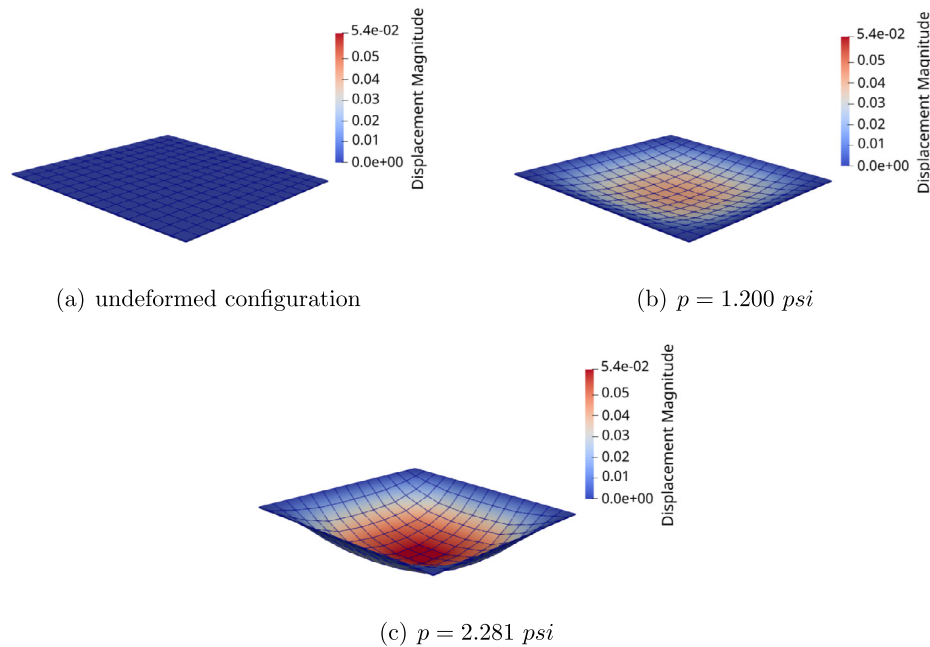 5.4e-02
0.05
0.04
0.03
0.02
0.01
0.0e+00
Displacement Magnitude
5.4e-02
0.05
0.04
0.03
0.02
0.01
0.0e+00
Displacement Magnitude
(a) undeformed configuration
(b) p = 1.200 psi
5.4e-02
0.05
0.04
0.03
0.02
0.01
0.0e+00
Displacement Magnitude
(c) p = 2.281 psi